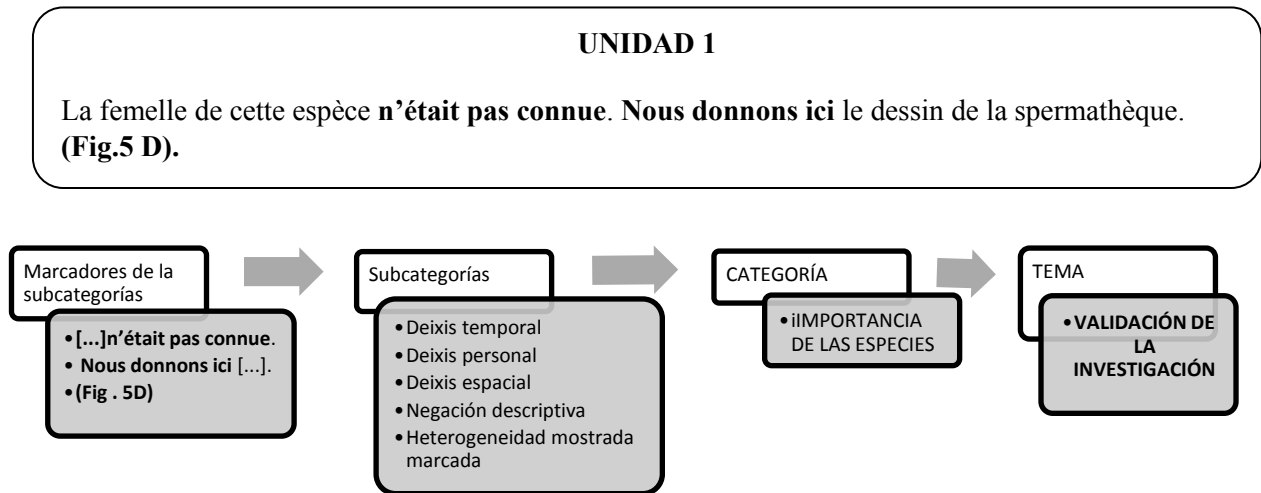 UNIDAD 1
La femelle de cette espèce n'était pas connue. Nous donnons ici le dessin de la spermathèque.
(Fig.5 D).
Marcadores de la
subcategorías
•[...]n'était pas connue.
• Nous donnons ici [...].
•(Fig . 5D)
Subcategorías
•Deixis temporal
•Deixis personal
•Deixis espacial
•Negación descriptiva
•Heterogeneidad mostrada
marcada
CATEGORÍA
•iIMPORTANCIA
DE LAS ESPECIES
TEMA
•VALIDACIÓN DE
LA
INVESTIGACIÓN